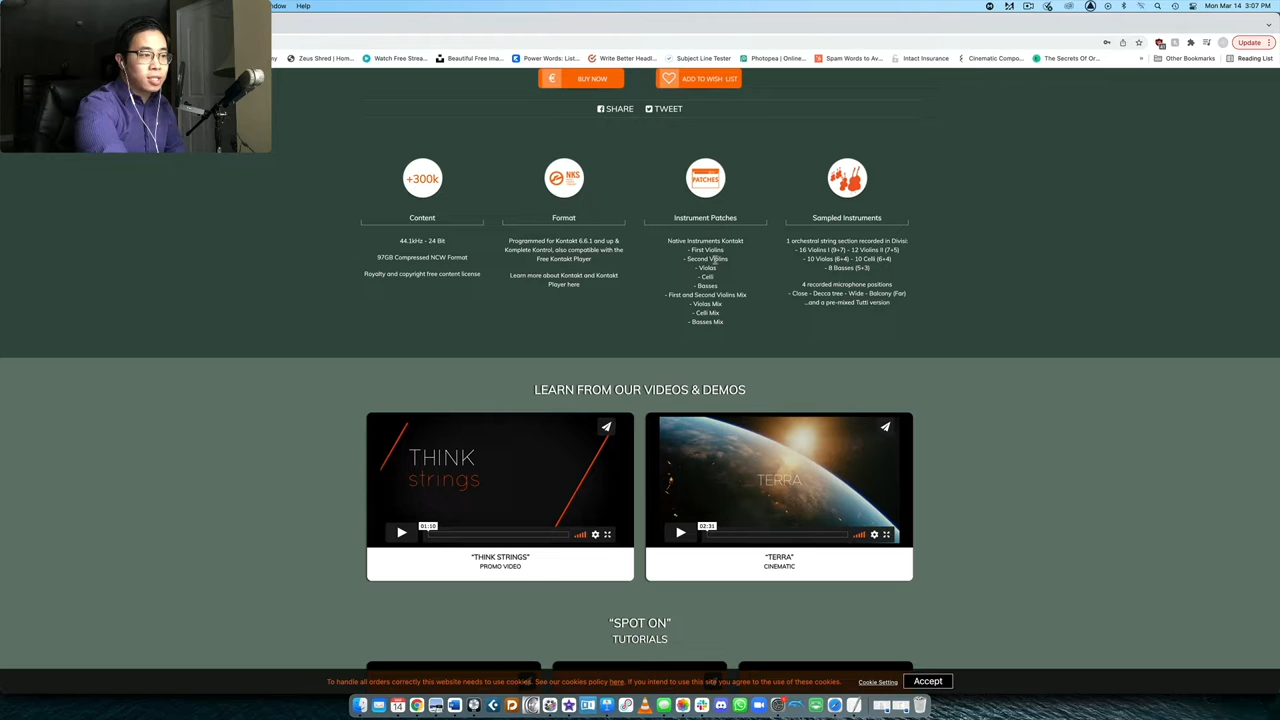 ndow Help
Mon Mar 14 3:07 PM
Update
my
Zeus Shred | Hom...
Watch Free Stream...
Beautiful Free Ima...
Power Words: List...
Write Better Headl...
Subject Line Tester
Photopea | Online...
Spam Words to Av...
Intact Insurance
Cinematic Compo...
The Secrets Of Or...
»
Other Bookmarks
Reading List
€ BUY NOW
ADD TO WISH LIST
SHARE
TWEET
+300k
Content
44.1kHz - 24 Bit
97GB Compressed NCW Format
Royalty and copyright free content license
NKS
Format
Programmed for Kontakt 6.6.1 and up &
Komplete Kontrol, also compatible with the
Free Kontakt Player
Learn more about Kontakt and Kontakt
Player here
PATCHES
Instrument Patches
Native Instruments Kontakt
- First Violins
- Second Violins
- Violas
- Celli
- Basses
- First and Second Violins Mix
- Violas Mix
- Celli Mix
- Basses Mix
Sampled Instruments
1 orchestral string section recorded in Divisi:
- 16 Violins I (9+7) - 12 Violins II (7+5)
- 10 Violas (6+4) - 10 Celli (6+4)
- 8 Basses (5+3)
4 recorded microphone positions
- Close - Decca tree - Wide - Balcony (Far)
...and a pre-mixed Tutti version
LEARN FROM OUR VIDEOS & DEMOS
THINK
strings
01:10
"THINK STRINGS"
PROMO VIDEO
TERRA
02:31
"TERRA"
CINEMATIC
"SPOT ON"
TUTORIALS
To handle all orders correctly this website needs to use cookies. See our cookies policy here. If you intend to use this site you agree to the use of these cookies.
Cookie Setting
Accept